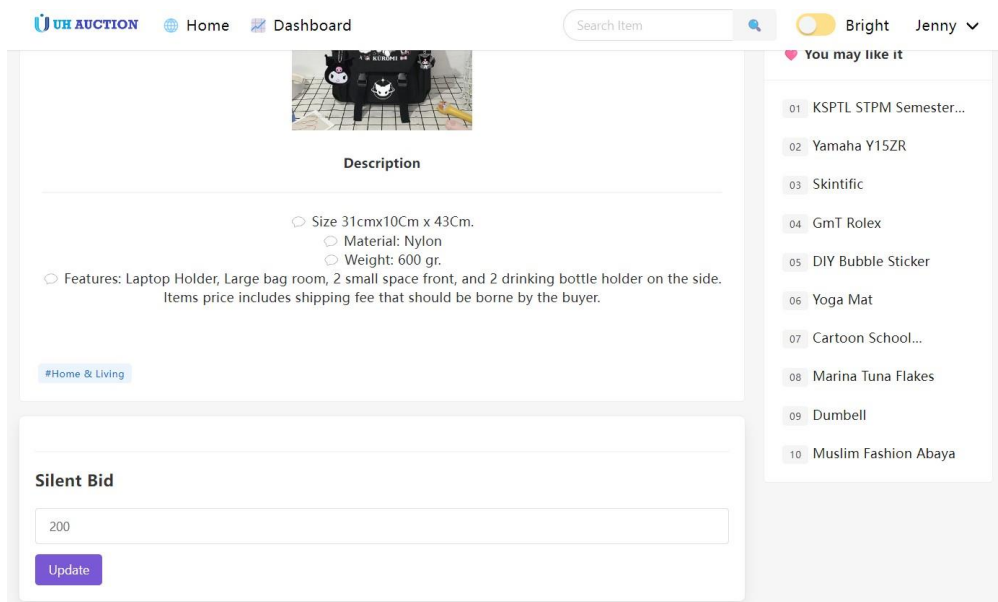 UH AUCTION
Home
Dashboard
Search Item
Bright
Jenny
KUROMI
You may like it
Description
Size 31cmx10Cm x 43Cm.
Material: Nylon
Weight: 600 gr.
Features: Laptop Holder, Large bag room, 2 small space front, and 2 drinking bottle holder on the side.
Items price includes shipping fee that should be borne by the buyer.
#Home & Living
Silent Bid
200
Update
01 KSPTL STPM Semester...
02 Yamaha Y15ZR
03 Skintific
04 GmT Rolex
05 DIY Bubble Sticker
06 Yoga Mat
07 Cartoon School...
08 Marina Tuna Flakes
09 Dumbell
10 Muslim Fashion Abaya